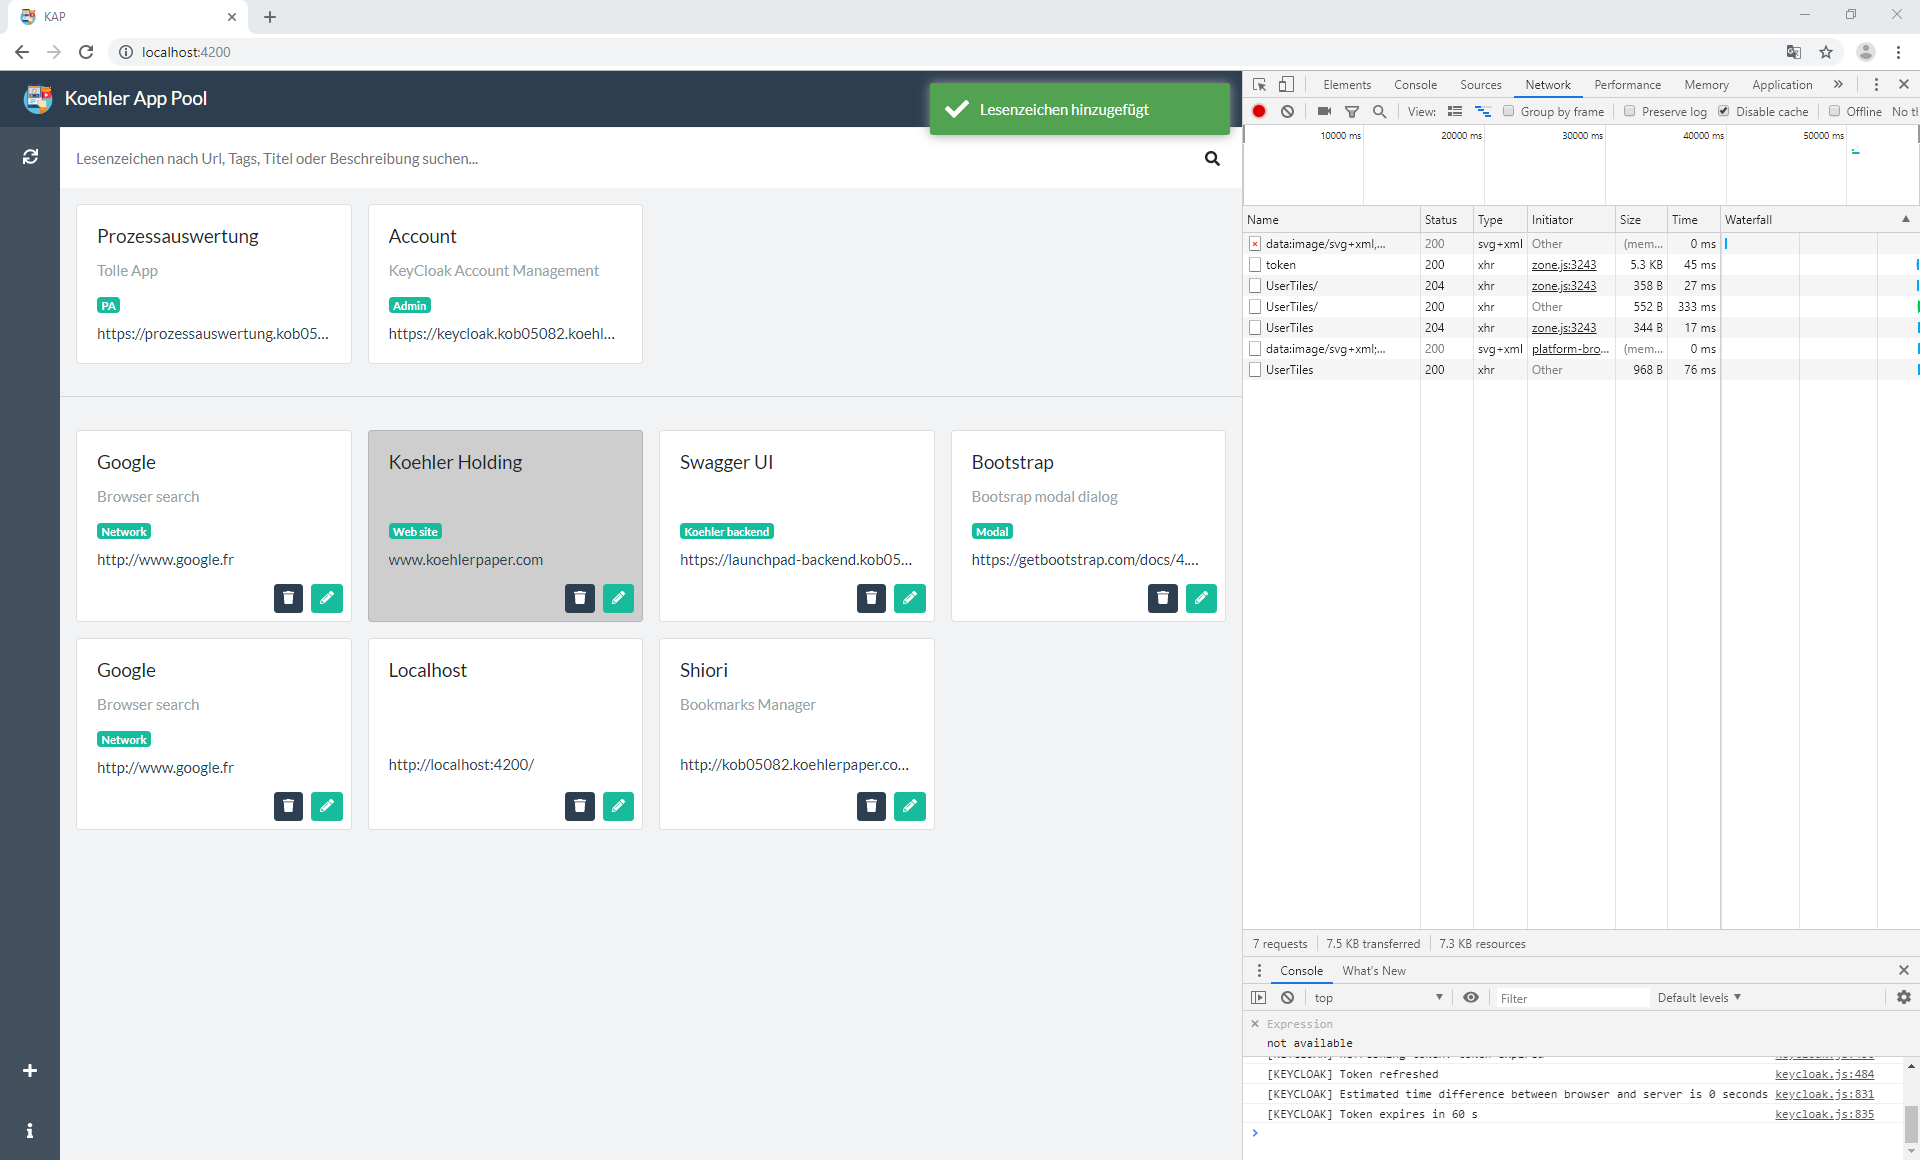 KAP
localhost:4200
Koehler App Pool
Lesenzeichen hinzugefügt
Lesenzeichen nach Url, Tags, Titel oder Beschreibung suchen...
Prozessauswertung
Tolle App
PA
https://prozessauswertung.kob05...
Account
KeyCloak Account Management
Admin
https://keycloak.kob05082.koehl...
Google
Browser search
Network
http://www.google.fr
Koehler Holding
Web site
www.koehlerpaper.com
Swagger UI
Koehler backend
https://launchpad-backend.kob05...
Bootstrap
Bootsrap modal dialog
Modal
https://getbootstrap.com/docs/4....
Google
Browser search
Network
http://www.google.fr
Localhost
http://localhost:4200/
Shiori
Bookmarks Manager
http://kob05082.koehlerpaper.co...
Elements Console Sources Network Performance Memory Application
View: Group by frame Preserve log Disable cache Offline No th
10000 ms 20000 ms 30000 ms 40000 ms 50000 ms
Name Status Type Initiator Size Time Waterfall
data:image/svg+xml,... 200 svg+xml Other (mem... 0 ms
token 200 xhr zone.js:3243 5.3 KB 45 ms
UserTiles/ 204 xhr zone.js:3243 358 B 27 ms
UserTiles/ 200 xhr Other 552 B 333 ms
UserTiles 204 xhr zone.js:3243 344 B 17 ms
data:image/svg+xml;... 200 svg+xml platform-bro... (mem... 0 ms
UserTiles 200 xhr Other 968 B 76 ms
7 requests 7.5 KB transferred 7.3 KB resources
Console What's New
top Filter Default levels
Expression
not available
[KEYCLOAK] Token refreshed keycloak.js:484
[KEYCLOAK] Estimated time difference between browser and server is 0 seconds keycloak.js:831
[KEYCLOAK] Token expires in 60 s keycloak.js:835